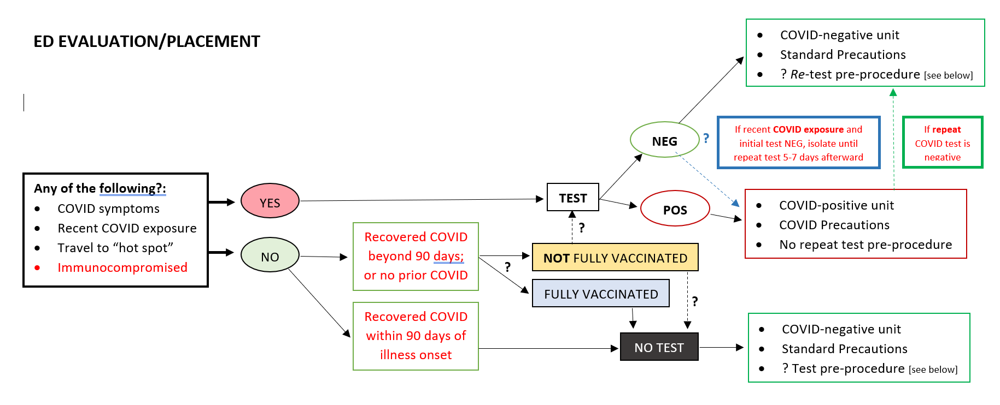 ED EVALUATION/PLACEMENT
Any of the following?:
• COVID symptoms
• Recent COVID exposure
• Travel to “hot spot”
• Immunocompromised
YES
NO
Recovered COVID
beyond 90 days;
or no prior COVID
Recovered COVID
within 90 days of
illness onset
TEST
?
?
NOT FULLY VACCINATED
FULLY VACCINATED
?
NO TEST
NEG
?
POS
If recent COVID exposure and
initial test NEG, isolate until
repeat test 5-7 days afterward
If repeat
COVID test is
negative
• COVID-negative unit
• Standard Precautions
• ? Re-test pre-procedure [see below]
• COVID-positive unit
• COVID Precautions
• No repeat test pre-procedure
• COVID-negative unit
• Standard Precautions
• ? Test pre-procedure [see below]